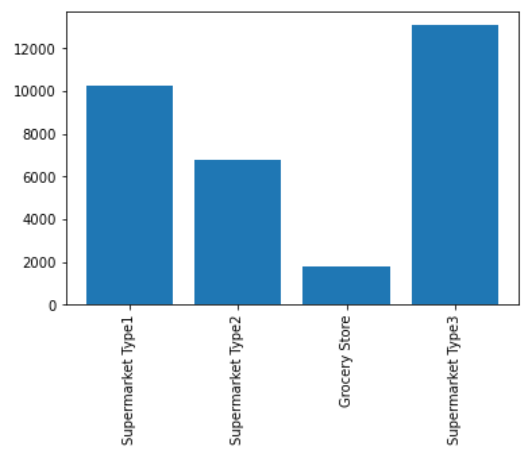 12000
10000
8000
6000
4000
2000
0
Supermarket Type1
Supermarket Type2
Grocery Store
Supermarket Type3